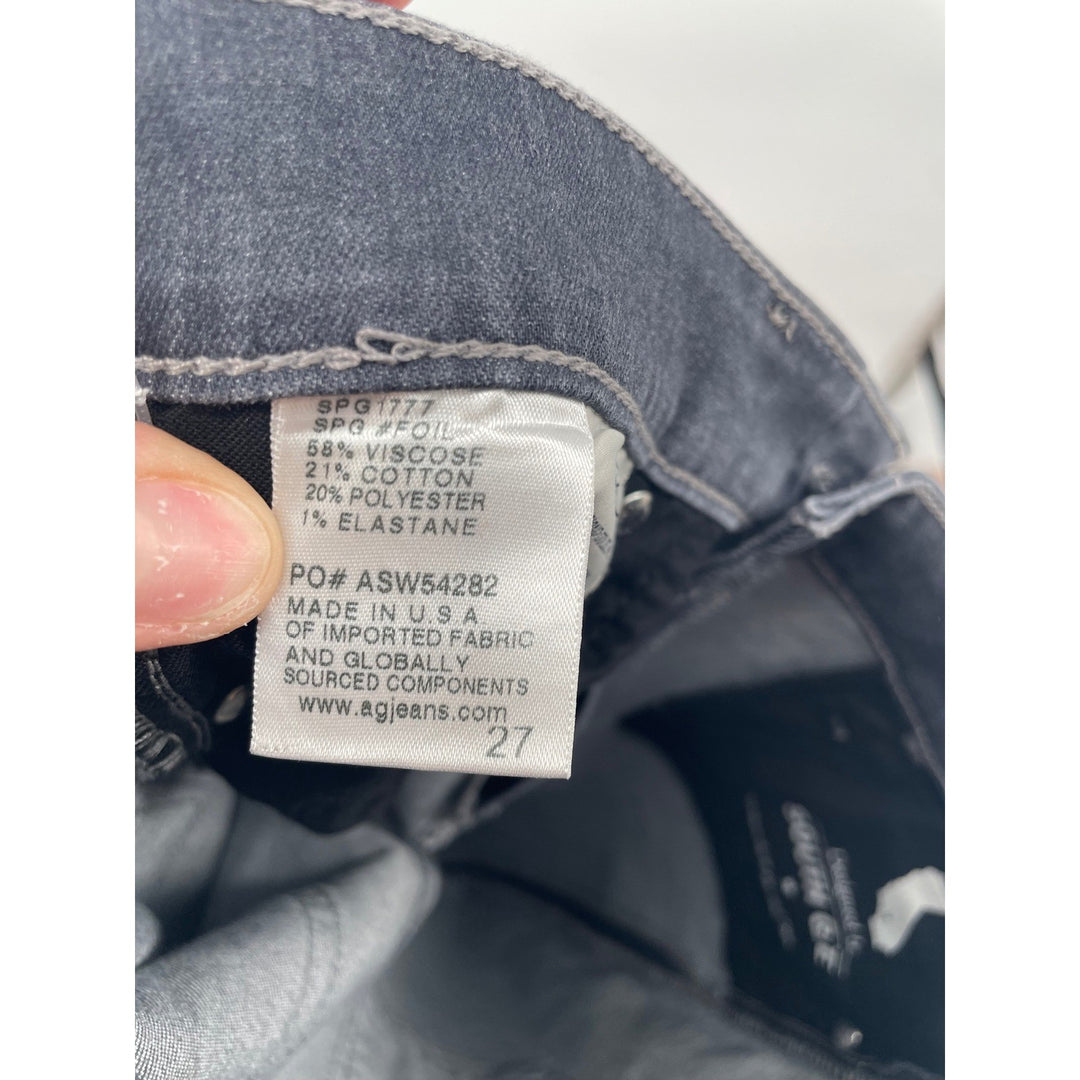 SPG1777
SPG #FOIL
58% VISCOSE
21% COTTON
20% POLYESTER
1% ELASTANE
PO# ASW54282
MADE IN U S A
OF IMPORTED FABRIC
AND GLOBALLY
SOURCED COMPONENTS
www.agjeans.com
27